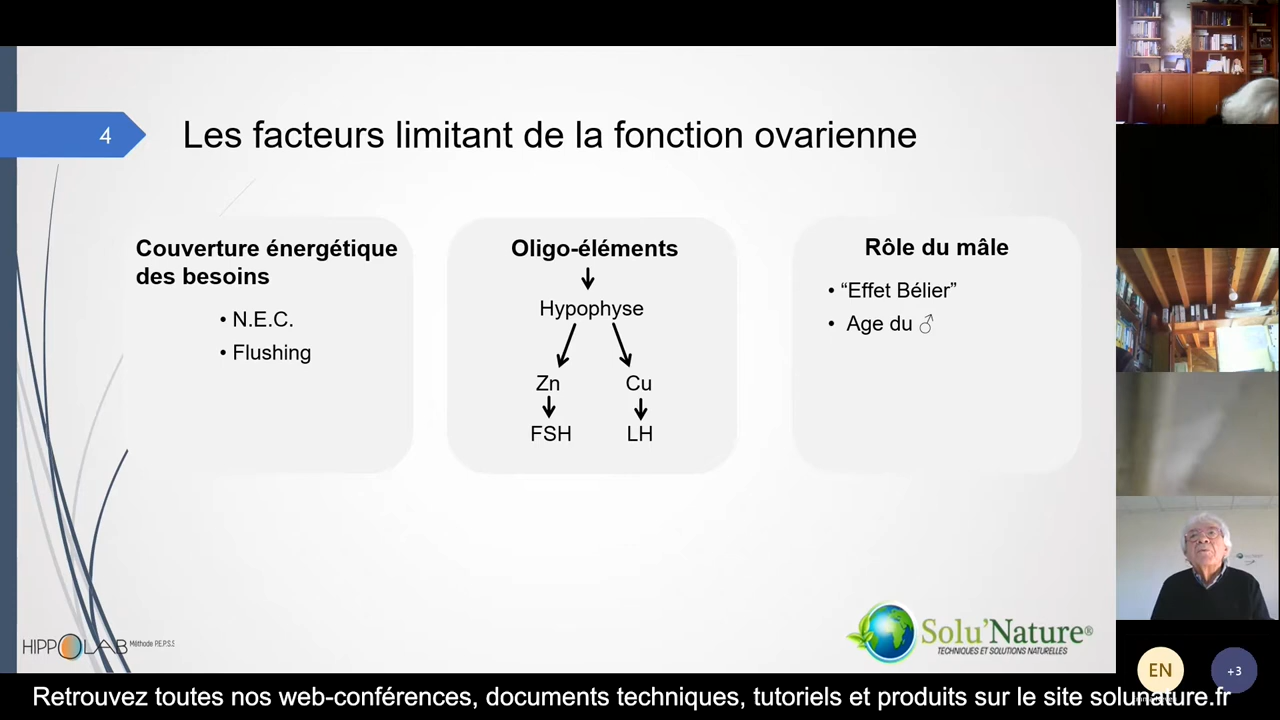 4
Les facteurs limitant de la fonction ovarienne
Couverture énergétique
des besoins
• N.E.C.
• Flushing
Oligo-éléments
Hypophyse
Zn
Cu
FSH
LH
Rôle du mâle
• “Effet Bélier”
• Age du ♂
HIPPOLAB Méthode P.E.P.S.S
Solu’Nature®
TECHNIQUES ET SOLUTIONS NATURELLES
EN
+3
Retrouvez toutes nos web-conférences, documents techniques, tutoriels et produits sur le site solunature.fr